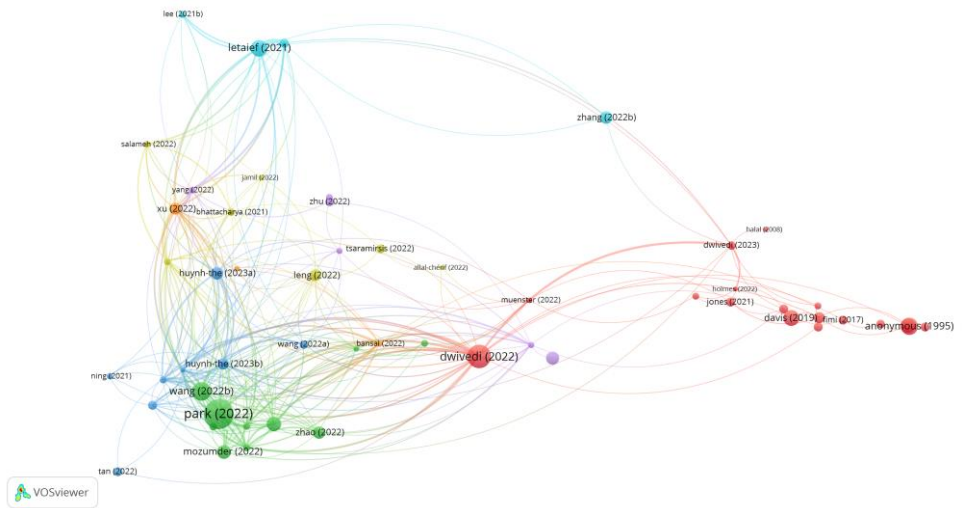 lee (2021b)
letaief (2021)
zhang (2022b)
salameh (2022)
jamil (2022)
yang (2022)
zhu (2022)
xu (2022)
bhattacharya (2021)
balal (2008)
dwivedi (2023)
tsaramirsis (2022)
allal-chérif (2022)
huynh-the (2023a)
leng (2022)
holmes (2022)
muenster (2022)
jones (2021)
davis (2019)
rimi (2017)
anonymous (1995)
wang (2022a)
bansal (2022)
dwivedi (2022)
huynh-the (2023b)
ning (2021)
wang (2022b)
park (2022)
zhao (2022)
mozumder (2022)
tan (2022)
VOSviewer